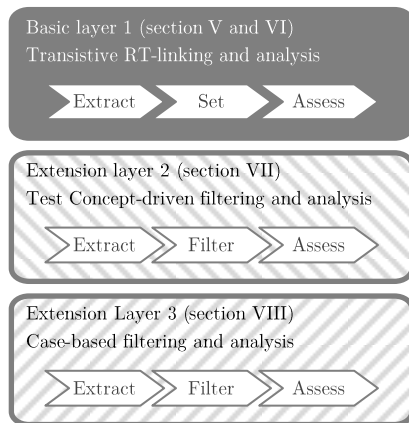 Basic layer 1 (section V and VI)
Transistive RT-linking and analysis
Extract Set Assess
Extension layer 2 (section VII)
Test Concept-driven filtering and analysis
Extract Filter Assess
Extension Layer 3 (section VIII)
Case-based filtering and analysis
Extract Filter Assess